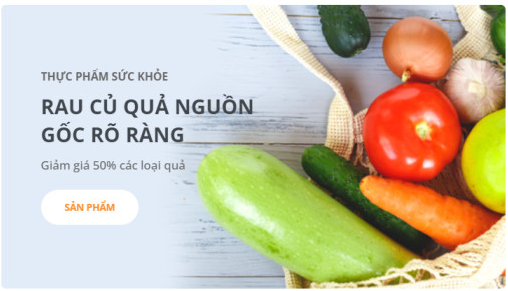 THỰC PHẨM SỨC KHỎE
RAU CỦ QUẢ NGUỒN
GỐC RÕ RÀNG
Giảm giá 50% các loại quả
SẢN PHẨM